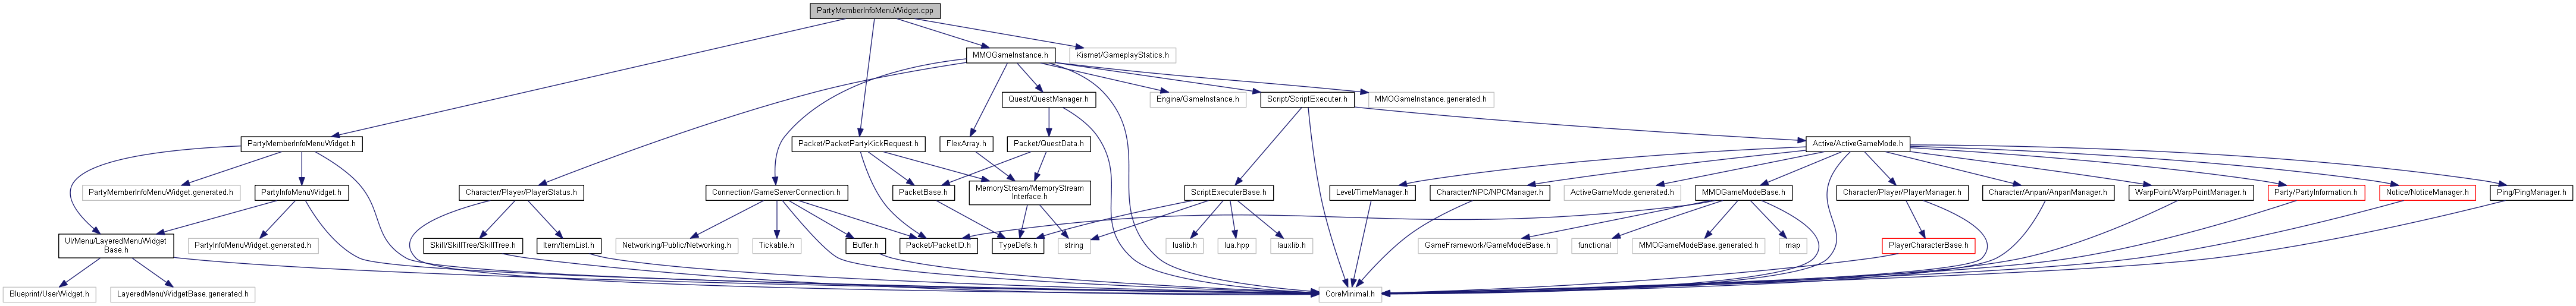 PartyMemberInfoMenuWidget.cpp
MMOGameInstance.h
Kismet/GameplayStatics.h
Quest/QuestManager.h
Engine/GameInstance.h
Script/ScriptExecuter.h
MMOGameInstance.generated.h
PartyMemberInfoMenuWidget.h
Packet/PacketPartyKickRequest.h
FlexArray.h
Packet/QuestData.h
Active/ActiveGameMode.h
PartyMemberInfoMenuWidget.generated.h
PartyInfoMenuWidget.h
Character/Player/PlayerStatus.h
Connection/GameServerConnection.h
PacketBase.h
MemoryStream/MemoryStream
Interface.h
ScriptExecuterBase.h
Level/TimeManager.h
Character/NPC/NPCManager.h
ActiveGameMode.generated.h
MMOGameModeBase.h
Character/Player/PlayerManager.h
Character/Anpan/AnpanManager.h
WarpPoint/WarpPointManager.h
Party/PartyInformation.h
Notice/NoticeManager.h
Ping/PingManager.h
UI/Menu/LayeredMenuWidget
Base.h
PartyInfoMenuWidget.generated.h
Skill/SkillTree/SkillTree.h
Item/ItemList.h
Networking/Public/Networking.h
Tickable.h
Buffer.h
Packet/PacketID.h
TypeDefs.h
string
lualib.h
lua.hpp
lauxlib.h
GameFramework/GameModeBase.h
functional
MMOGameModeBase.generated.h
map
PlayerCharacterBase.h
Blueprint/UserWidget.h
LayeredMenuWidgetBase.generated.h
CoreMinimal.h